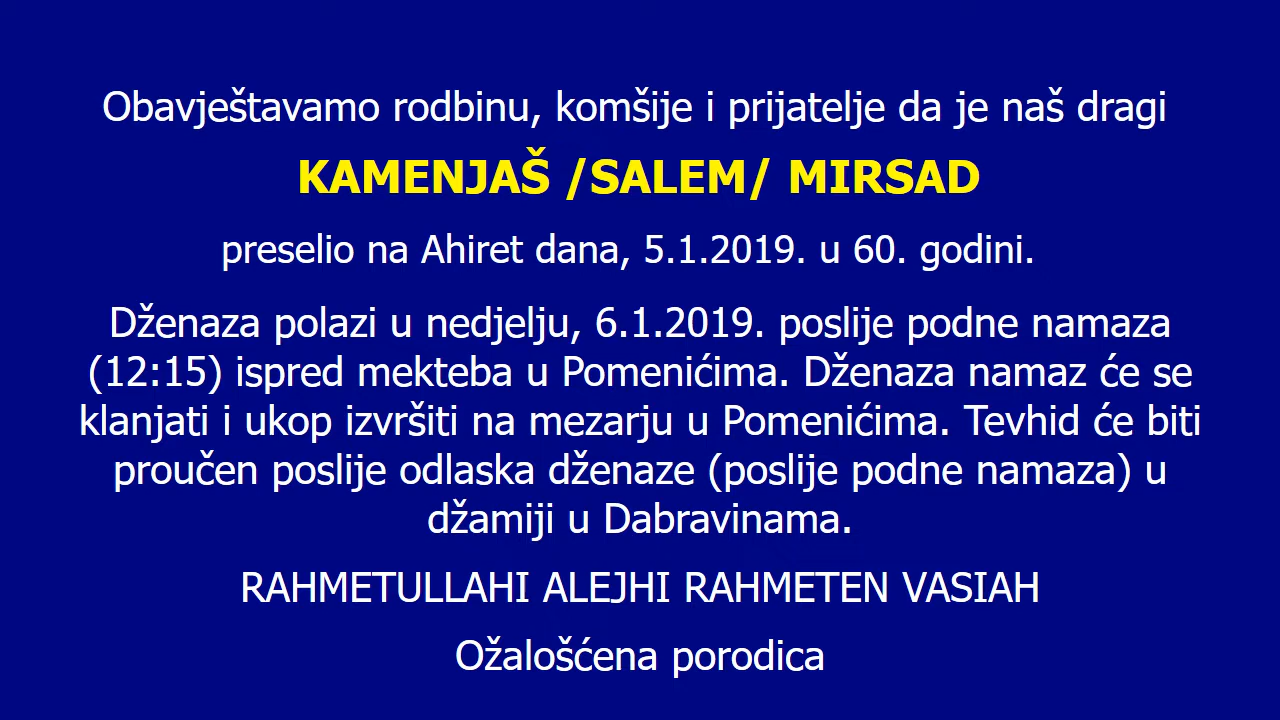 Obavještavamo rodbinu, komšije i prijatelje da je naš dragi
KAMENJAŠ /SALEM/ MIRSAD
preselio na Ahiret dana, 5.1.2019. u 60. godini.
Dženaza polazi u nedjelju, 6.1.2019. poslije podne namaza
(12:15) ispred mekteba u Pomenićima. Dženaza namaz će se
klanjati i ukop izvršiti na mezarju u Pomenićima. Tevhid će biti
proučen poslije odlaska dženaze (poslije podne namaza) u
džamiji u Dabravinama.
RAHMETULLAHI ALEJHI RAHMETEN VASIAH
Ožalošćena porodica